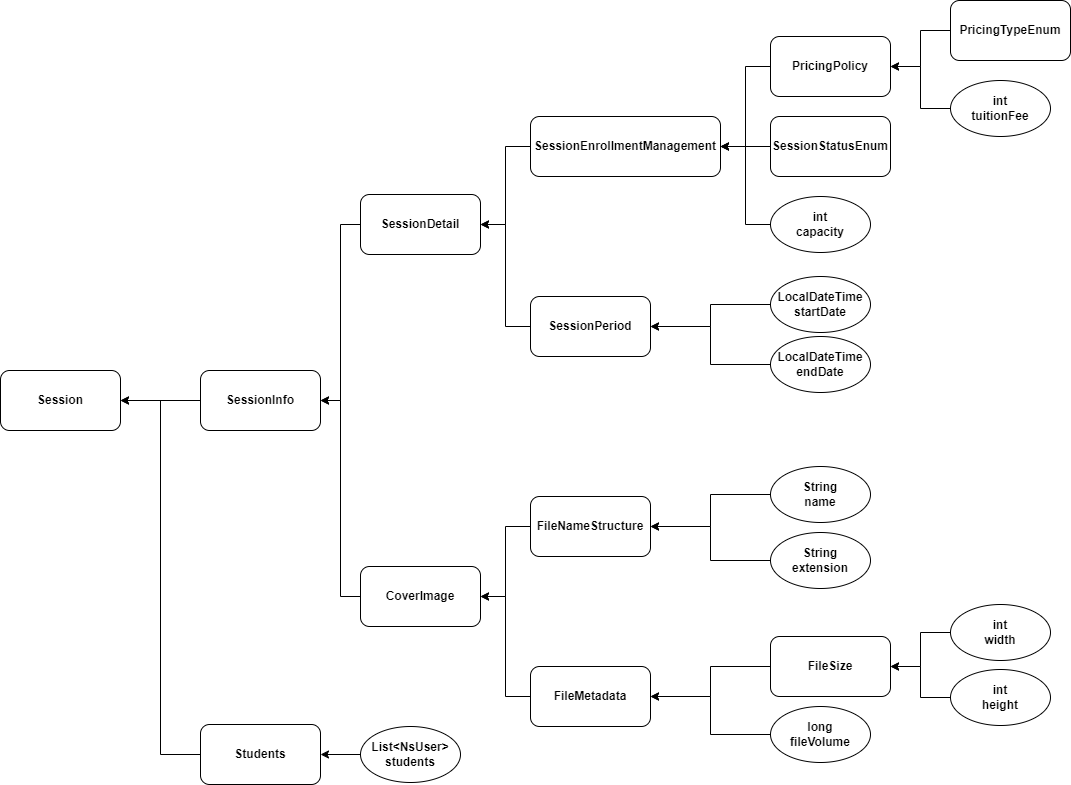 PricingTypeEnum
PricingPolicy
int
tuitionFee
SessionEnrollmentManagement
SessionStatusEnum
SessionDetail
int
capacity
LocalDateTime
startDate
SessionPeriod
LocalDateTime
endDate
Session
SessionInfo
String
name
FileNameStructure
String
extension
CoverImage
int
width
FileSize
FileMetadata
int
height
long
fileVolume
Students
List<NsUser>
students